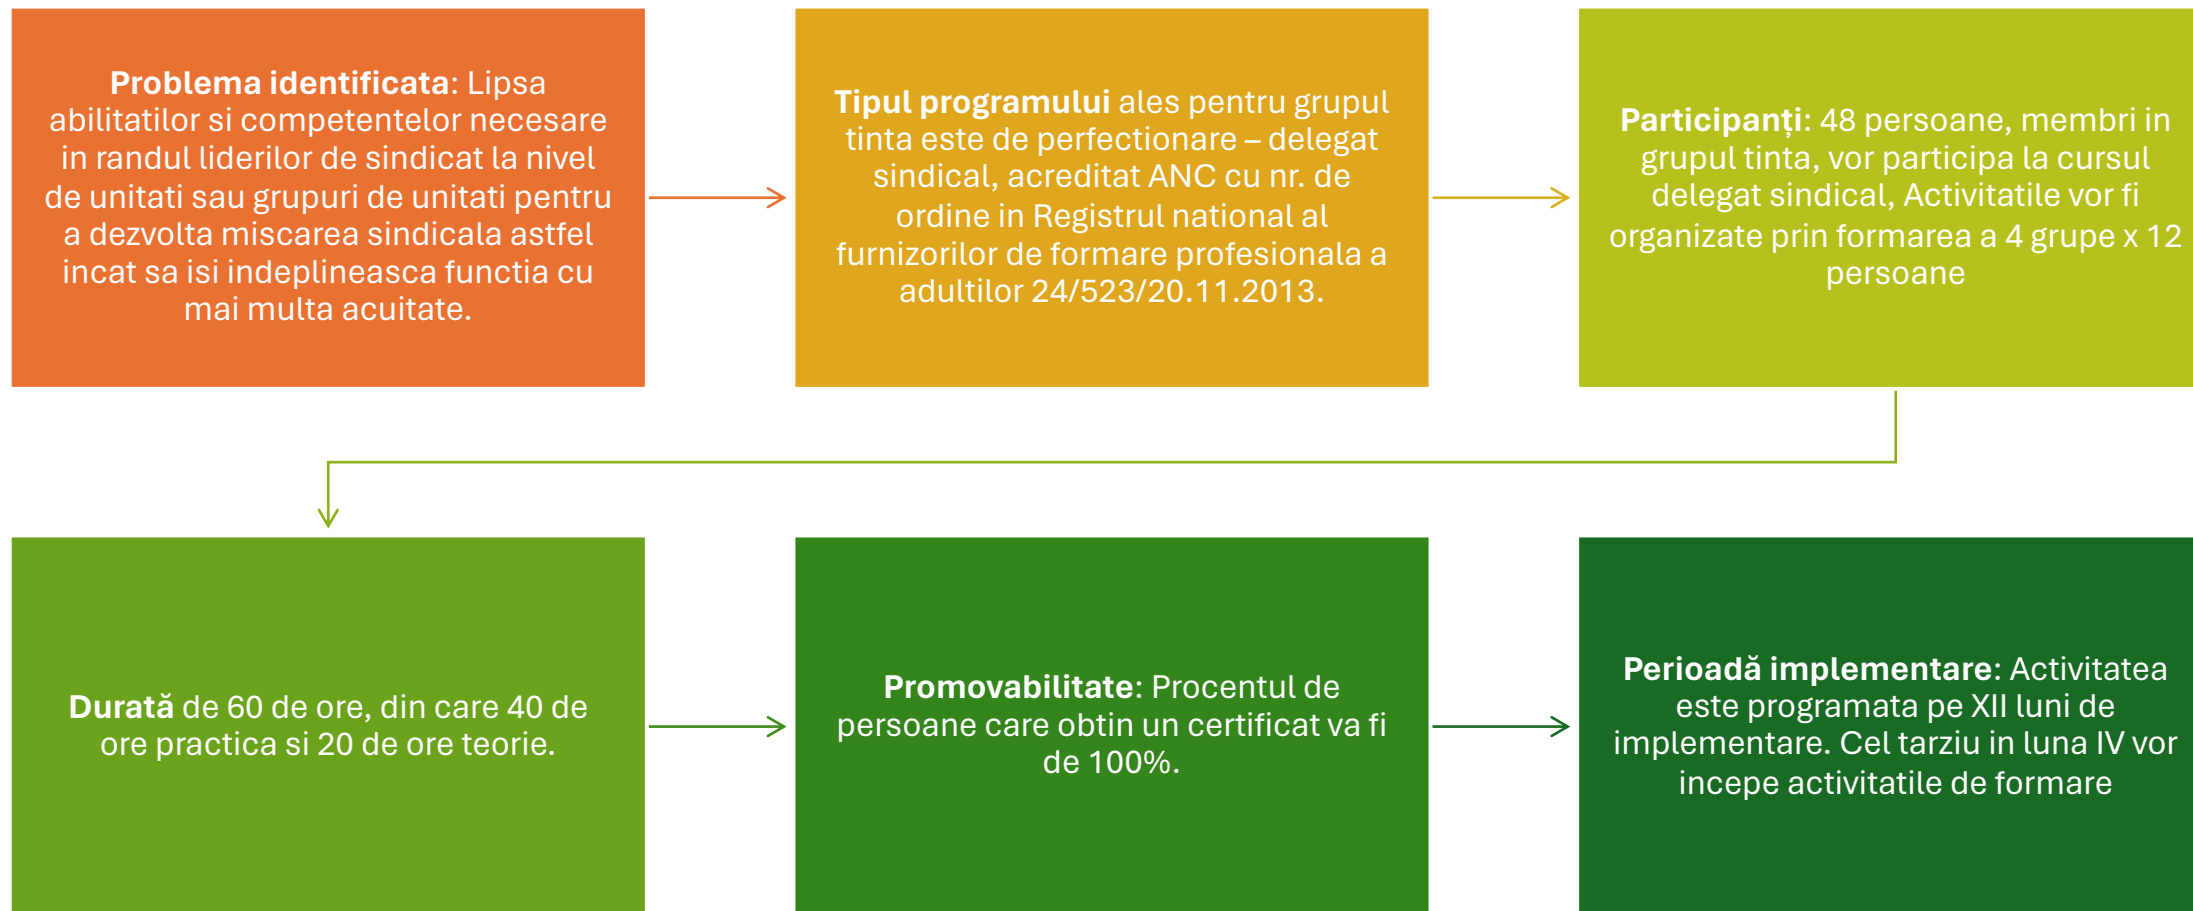 Problema identificata: Lipsa
abilitatilor si competentelor necesare
in randul liderilor de sindicat la nivel
de unitati sau grupuri de unitati pentru
a dezvolta miscarea sindicala astfel
incat sa isi indeplineasca functia cu
mai multa acuitate.
Tipul programului ales pentru grupul
tinta este de perfectionare – delegat
sindical, acreditat ANC cu nr. de
ordine in Registrul national al
furnizorilor de formare profesionala a
adultilor 24/523/20.11.2013.
Participanți: 48 persoane, membri in
grupul tinta, vor participa la cursul
delegat sindical, Activitatile vor fi
organizate prin formarea a 4 grupe x 12
persoane
Durată de 60 de ore, din care 40 de
ore practica si 20 de ore teorie.
Promovabilitate: Procentul de
persoane care obtin un certificat va fi
de 100%.
Perioadă implementare: Activitatea
este programata pe XII luni de
implementare. Cel tarziu in luna IV vor
incepe activitatile de formare